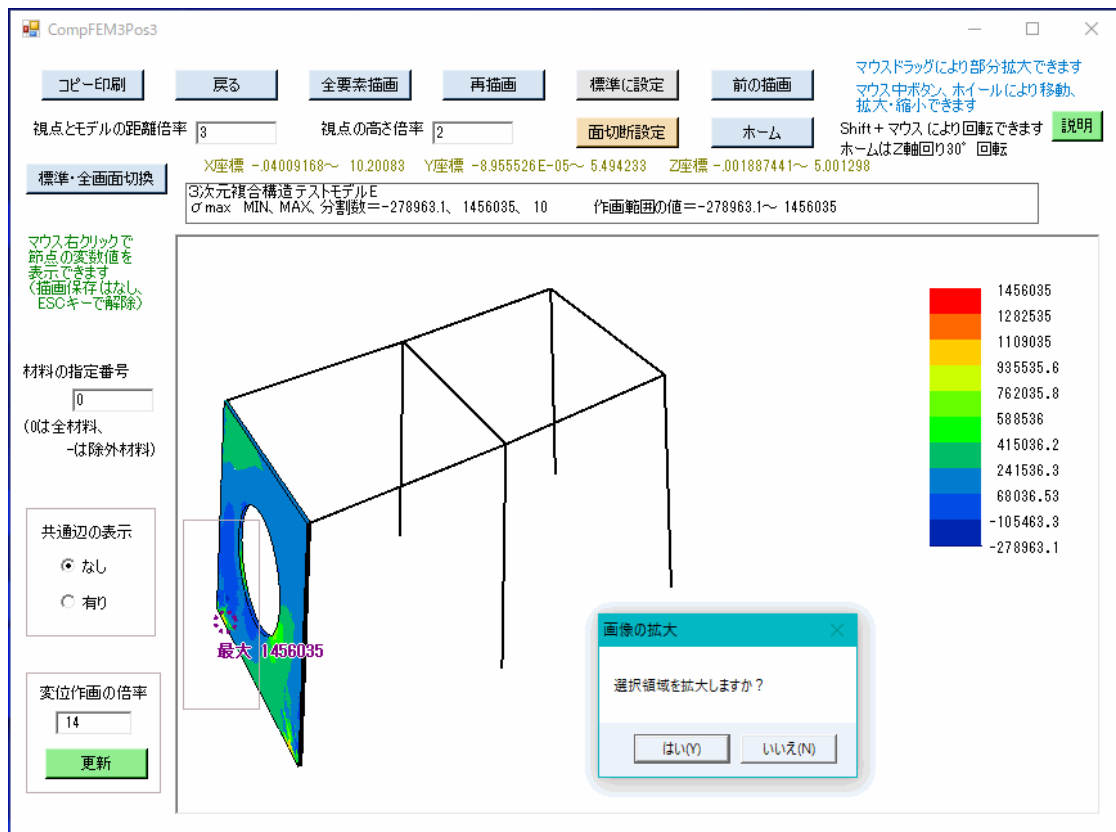 CompFEM3Pos3
コピー印刷
戻る
全要素描画
再描画
標準に設定
前の描画
マウスドラッグにより部分拡大できます
マウス中ボタン、ホイールにより移動、
拡大・縮小できます
視点とモデルの距離倍率 3
視点の高さ倍率 2
面切断設定
ホーム
Shift+マウス により回転できます
ホームはZ軸回り30° 回転
説明
標準・全画面切換
X座標 -.04009168～ 10.20083 Y座標 -8.955526E-05～ 5.494233 Z座標 -.001887441～ 5.001298
3次元複合構造テストモデルE
σmax MIN、MAX、分割数=-278963.1、 1456035、 10 作画範囲の値=-278963.1～ 1456035
マウス右クリックで
節点の変数値を
表示できます
(描画保存はなし、
ESCキーで解除)
材料の指定番号
0
(0は全材料、
-は除外材料)
共通辺の表示
なし
有り
変位作画の倍率
14
更新
最大 1456035
1456035
1282535
1109035
935535.6
762035.8
588536
415036.2
241536.3
68036.53
-105463.3
-278963.1
画像の拡大
選択領域を拡大しますか？
はい(Y)
いいえ(N)